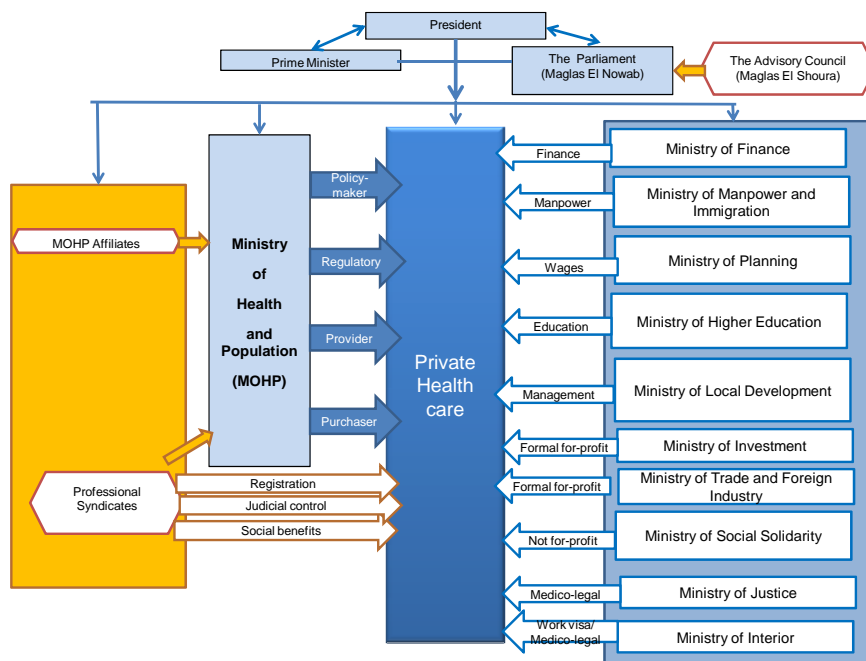 President
Prime Minister
The Parliament
(Maglas El Nowab)
The Advisory Council
(Maglas El Shoura)
MOHP Affiliates
Professional
Syndicates
Ministry
of
Health
and
Population
(MOHP)
Policy-
maker
Regulatory
Provider
Purchaser
Registration
Judicial control
Social benefits
Private
Health
care
Finance
Manpower
Wages
Education
Management
Formal for-profit
Formal for-profit
Not for-profit
Medico-legal
Work visa/
Medico-legal
Ministry of Finance
Ministry of Manpower and
Immigration
Ministry of Planning
Ministry of Higher Education
Ministry of Local Development
Ministry of Investment
Ministry of Trade and Foreign
Industry
Ministry of Social Solidarity
Ministry of Justice
Ministry of Interior